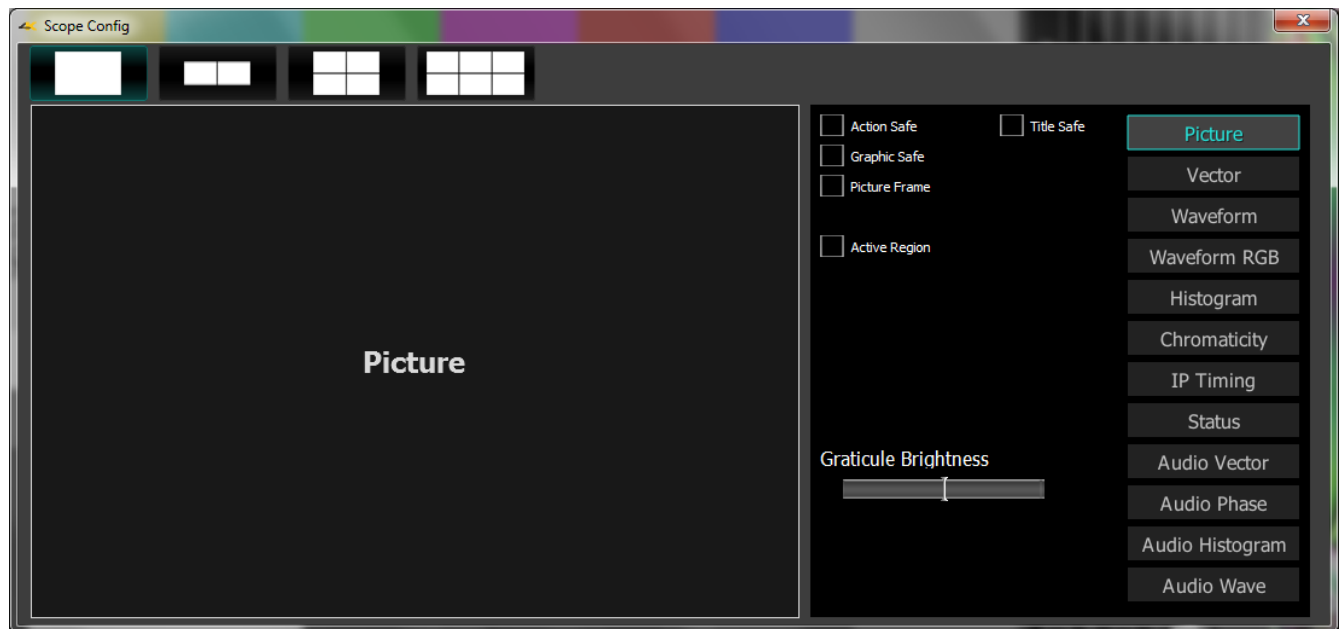 Scope Config
Action Safe
Title Safe
Graphic Safe
Picture Frame
Active Region
Graticule Brightness
Picture
Picture
Vector
Waveform
Waveform RGB
Histogram
Chromaticity
IP Timing
Status
Audio Vector
Audio Phase
Audio Histogram
Audio Wave